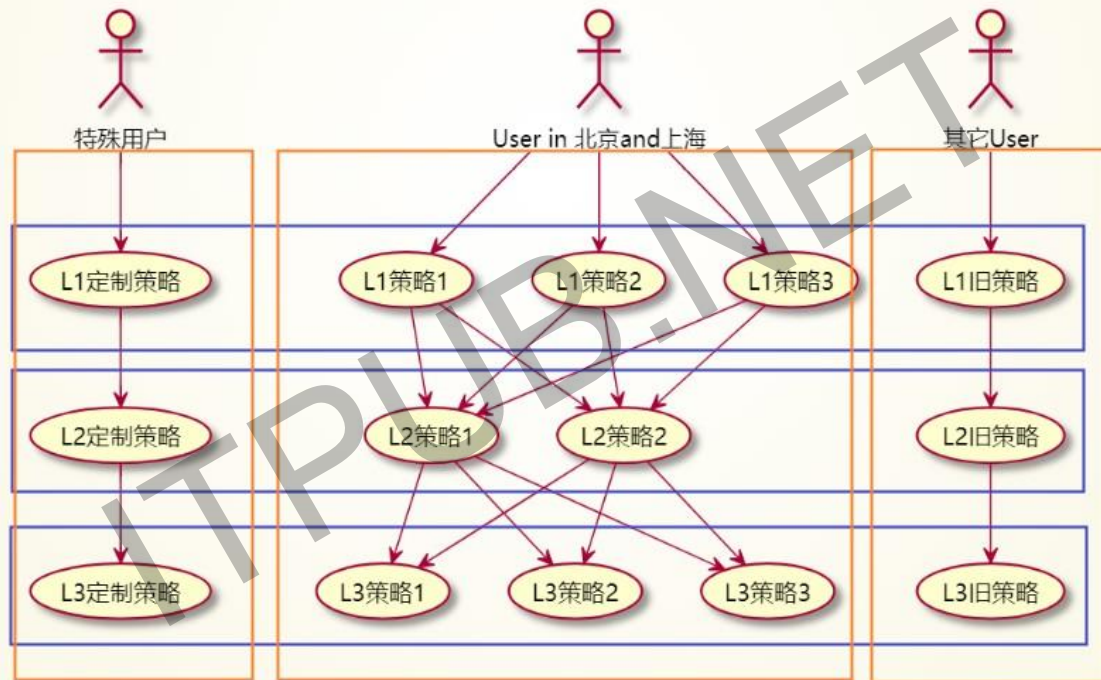 特殊用户
User in 北京and上海
其它User
L1定制策略
L1策略1
L1策略2
L1策略3
L1旧策略
L2定制策略
L2策略1
L2策略2
L2旧策略
L3定制策略
L3策略1
L3策略2
L3策略3
L3旧策略
ITPUB.NET